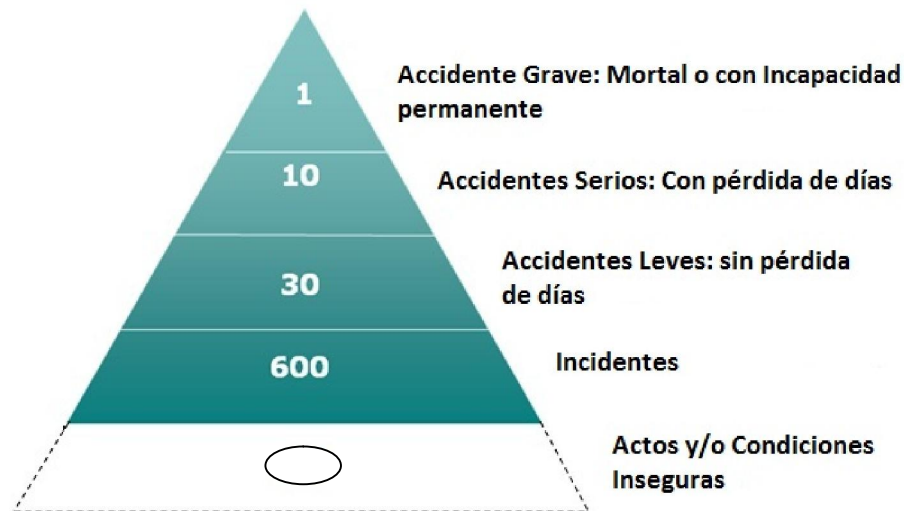 1
Accidente Grave: Mortal o con Incapacidad
permanente
10
Accidentes Serios: Con pérdida de días
30
Accidentes Leves: sin pérdida
de días
600
Incidentes
Actos y/o Condiciones
Inseguras